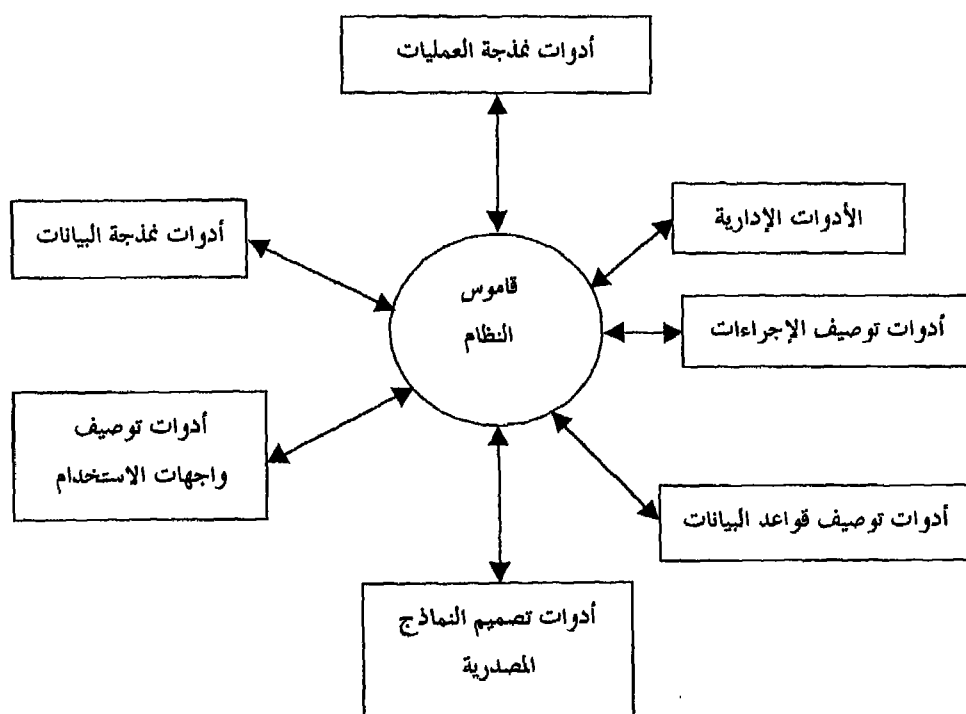 أدوات نمذجة العمليات
الأدوات الإدارية
أدوات نمذجة البيانات
قاموس
النظام
أدوات توصيف الإجراءات
أدوات توصيف
واجهات الاستخدام
أدوات توصيف قواعد البيانات
أدوات تصميم النماذج
المصدرية